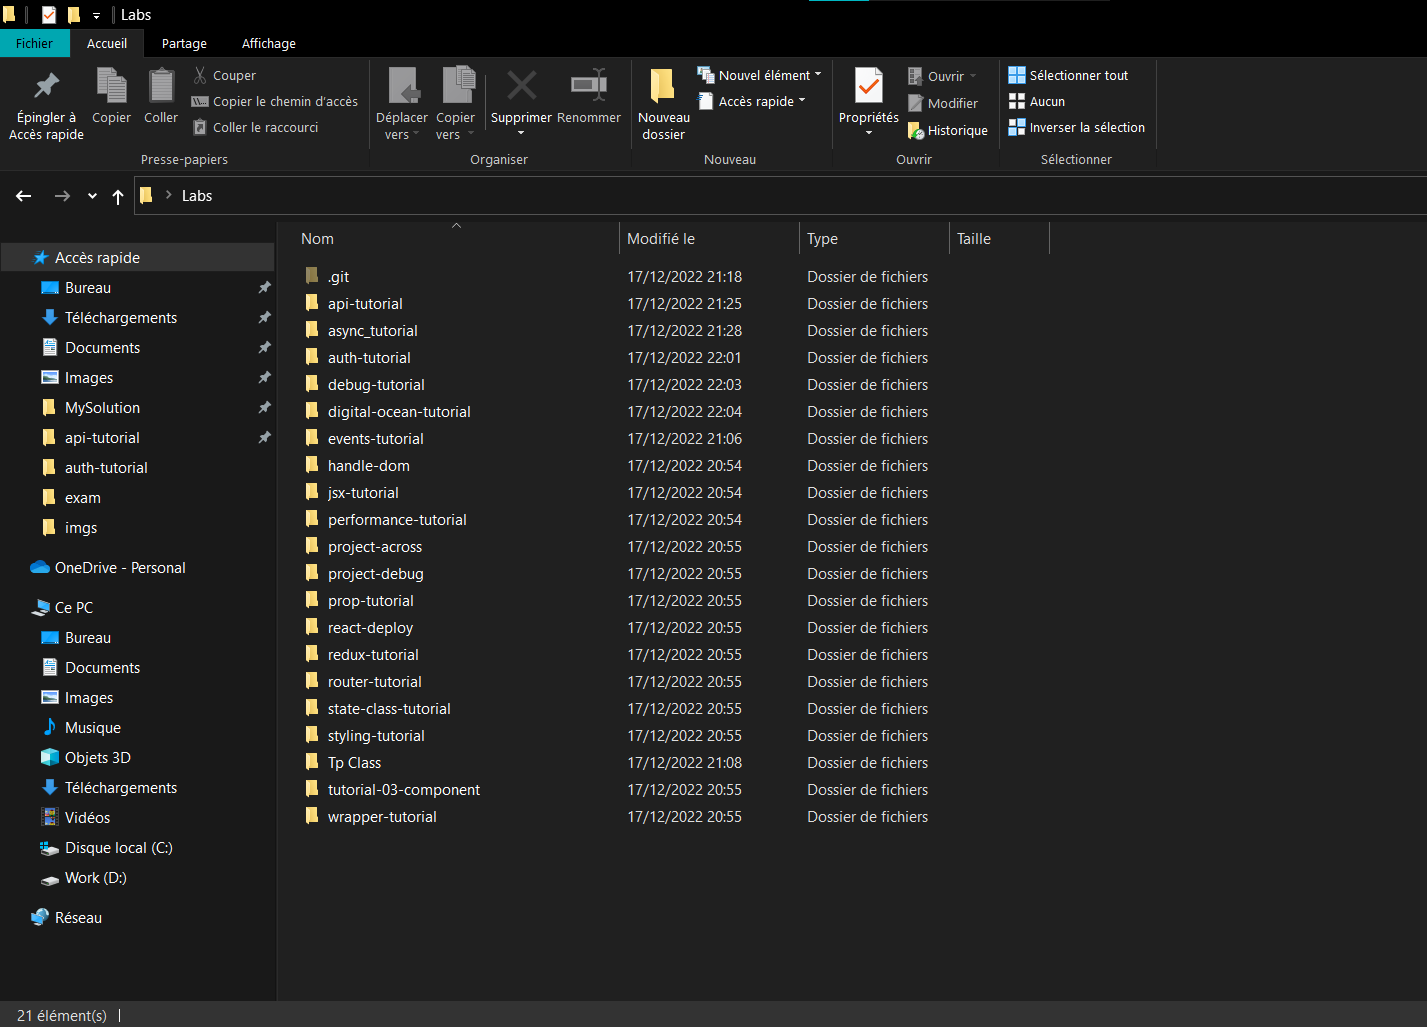 Labs
Fichier Accueil Partage Affichage
Épingler à Accès rapide
Copier
Coller
Couper
Copier le chemin d'accès
Coller le raccourci
Presse-papiers
Déplacer vers
Copier vers
Supprimer
Renommer
Organiser
Nouveau dossier
Nouvel élément
Accès rapide
Nouveau
Propriétés
Ouvrir
Modifier
Historique
Ouvrir
Sélectionner tout
Aucun
Inverser la sélection
Sélectionner
Labs
Accès rapide
Bureau
Téléchargements
Documents
Images
MySolution
api-tutorial
auth-tutorial
exam
imgs
OneDrive - Personal
Ce PC
Bureau
Documents
Images
Musique
Objets 3D
Téléchargements
Vidéos
Disque local (C:)
Work (D:)
Réseau
Nom Modifié le Type Taille
.git 17/12/2022 21:18 Dossier de fichiers
api-tutorial 17/12/2022 21:25 Dossier de fichiers
async_tutorial 17/12/2022 21:28 Dossier de fichiers
auth-tutorial 17/12/2022 22:01 Dossier de fichiers
debug-tutorial 17/12/2022 22:03 Dossier de fichiers
digital-ocean-tutorial 17/12/2022 22:04 Dossier de fichiers
events-tutorial 17/12/2022 21:06 Dossier de fichiers
handle-dom 17/12/2022 20:54 Dossier de fichiers
jsx-tutorial 17/12/2022 20:54 Dossier de fichiers
performance-tutorial 17/12/2022 20:54 Dossier de fichiers
project-across 17/12/2022 20:55 Dossier de fichiers
project-debug 17/12/2022 20:55 Dossier de fichiers
prop-tutorial 17/12/2022 20:55 Dossier de fichiers
react-deploy 17/12/2022 20:55 Dossier de fichiers
redux-tutorial 17/12/2022 20:55 Dossier de fichiers
router-tutorial 17/12/2022 20:55 Dossier de fichiers
state-class-tutorial 17/12/2022 20:55 Dossier de fichiers
styling-tutorial 17/12/2022 20:55 Dossier de fichiers
Tp Class 17/12/2022 21:08 Dossier de fichiers
tutorial-03-component 17/12/2022 20:55 Dossier de fichiers
wrapper-tutorial 17/12/2022 20:55 Dossier de fichiers
21 élément(s)